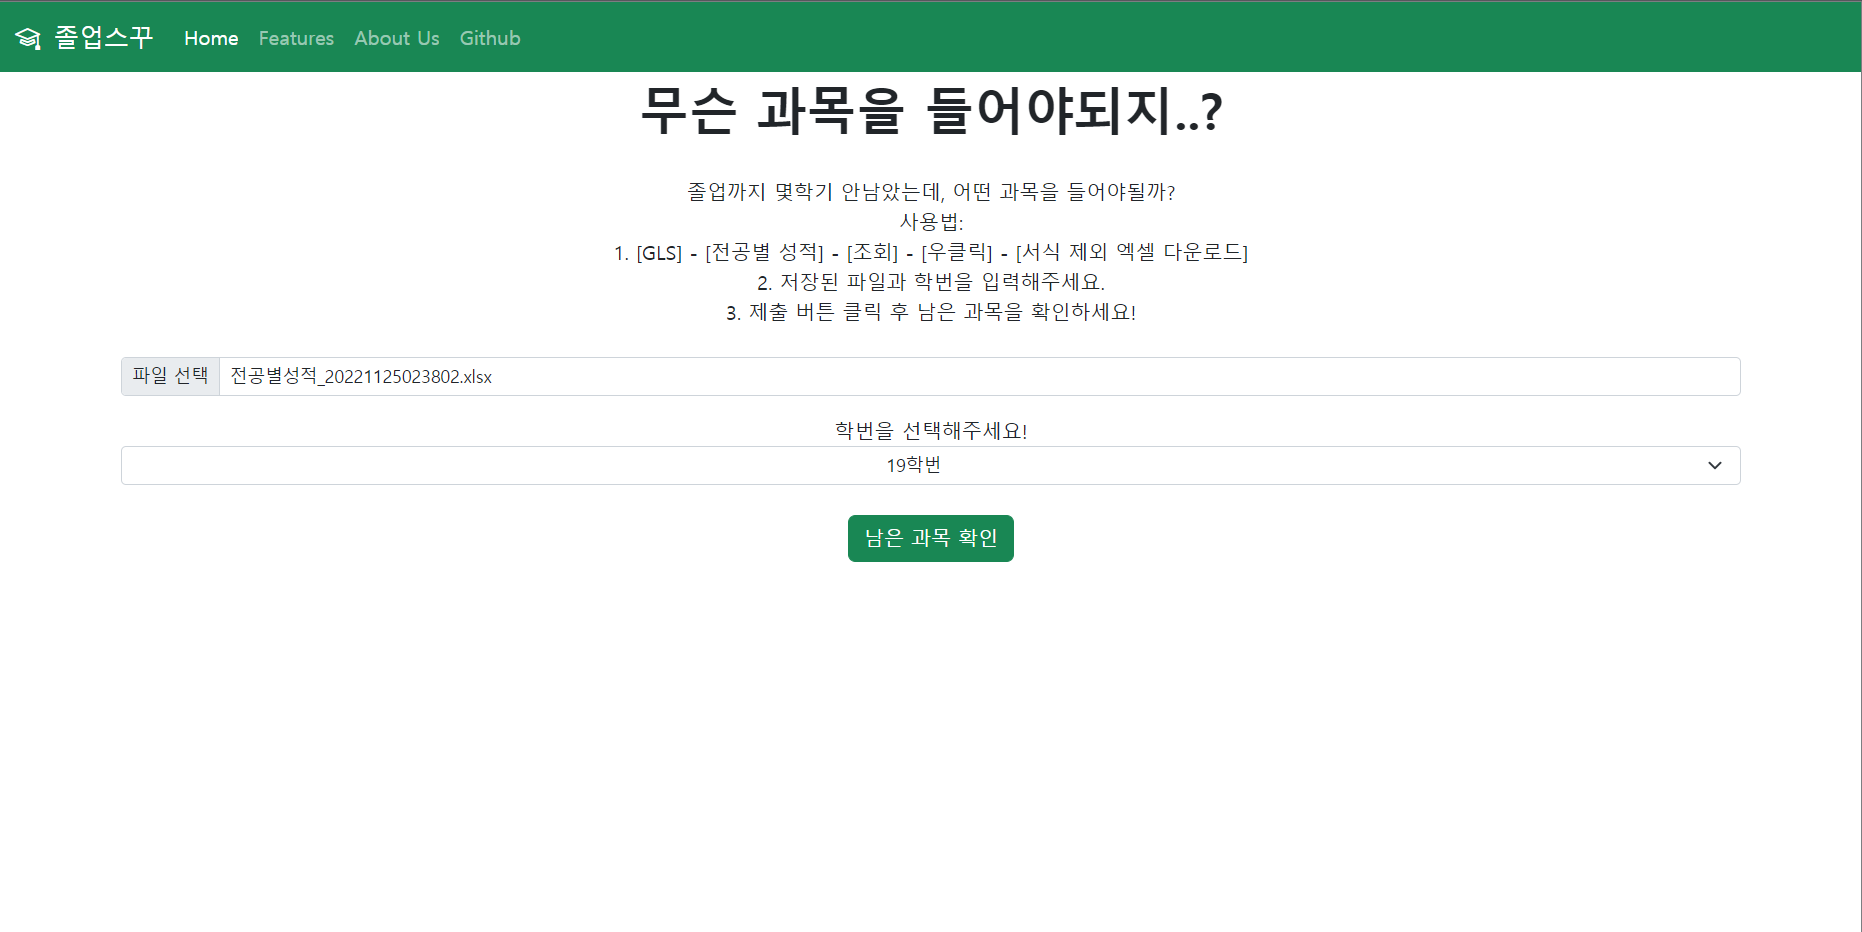 졸업스꾸 Home Features About Us Github
무슨 과목을 들어야되지..?
졸업까지 몇학기 안남았는데, 어떤 과목을 들어야될까?
사용법:
1. [GLS] - [전공별 성적] - [조회] - [우클릭] - [서식 제외 엑셀 다운로드]
2. 저장된 파일과 학번을 입력해주세요.
3. 제출 버튼 클릭 후 남은 과목을 확인하세요!
파일 선택 전공별성적_20221125023802.xlsx
학번을 선택해주세요!
19학번
남은 과목 확인